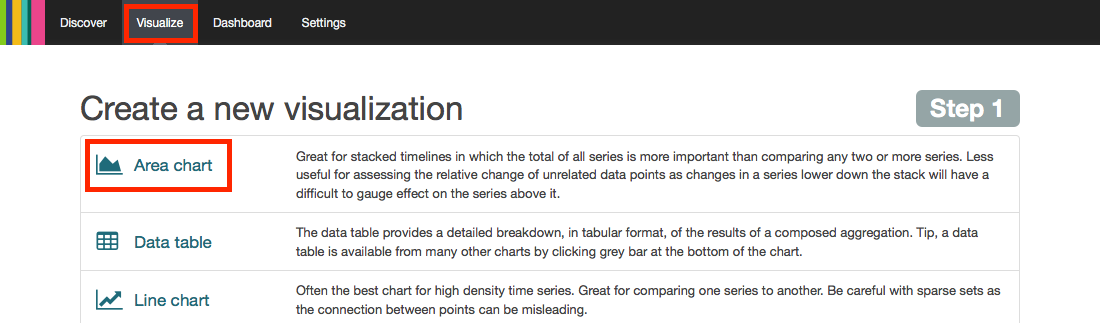 Discover Visualize Dashboard Settings
Create a new visualization
Step 1
Area chart
Great for stacked timelines in which the total of all series is more important than comparing any two or more series. Less
useful for assessing the relative change of unrelated data points as changes in a series lower down the stack will have a
difficult to gauge effect on the series above it.
Data table
The data table provides a detailed breakdown, in tabular format, of the results of a composed aggregation. Tip, a data
table is available from many other charts by clicking grey bar at the bottom of the chart.
Line chart
Often the best chart for high density time series. Great for comparing one series to another. Be careful with sparse sets as
the connection between points can be misleading.